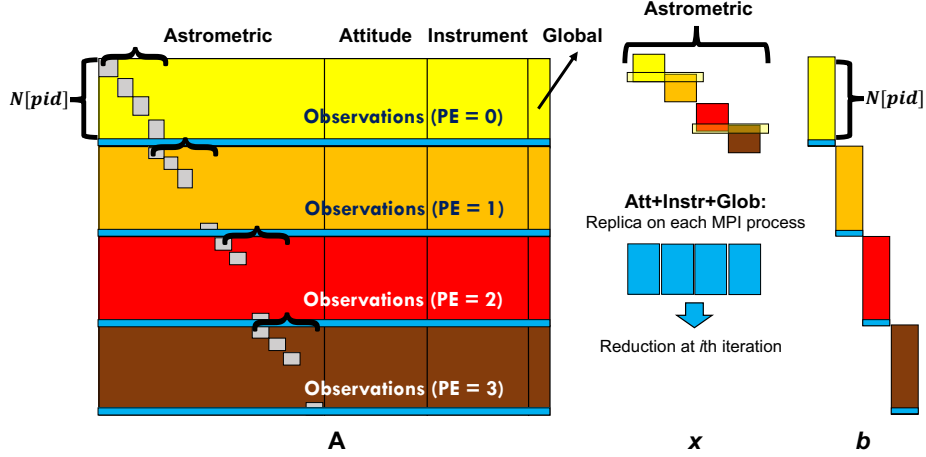 Astrometric
Attitude
Instrument
Global
N[pid]
Observations (PE = 0)
Observations (PE = 1)
Observations (PE = 2)
Observations (PE = 3)
A
Astrometric
Att+Instr+Glob:
Replica on each MPI process
Reduction at ith iteration
x
N[pid]
b